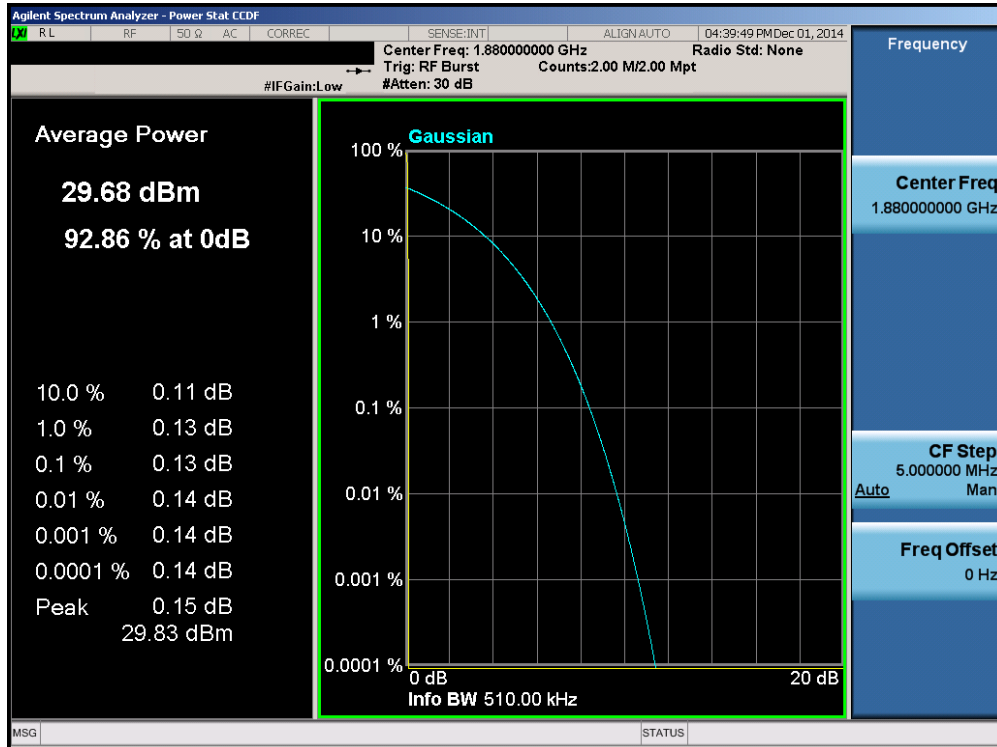 Agilent Spectrum Analyzer - Power Stat CCDF
LXI RL RF 50 Ω AC CORREC SENSE:INT ALIGN AUTO 04:39:49 PM Dec 01, 2014
Center Freq: 1.880000000 GHz Radio Std: None
Trig: RF Burst Counts:2.00 M/2.00 Mpt
#IFGain:Low #Atten: 30 dB
Average Power
29.68 dBm
92.86 % at 0dB
10.0 % 0.11 dB
1.0 % 0.13 dB
0.1 % 0.13 dB
0.01 % 0.14 dB
0.001 % 0.14 dB
0.0001 % 0.14 dB
Peak 0.15 dB
29.83 dBm
Gaussian
100 %
10 %
1 %
0.1 %
0.01 %
0.001 %
0.0001 %
0 dB 20 dB
Info BW 510.00 kHz
Frequency
Center Freq
1.880000000 GHz
CF Step
5.000000 MHz
Auto Man
Freq Offset
0 Hz
MSG STATUS